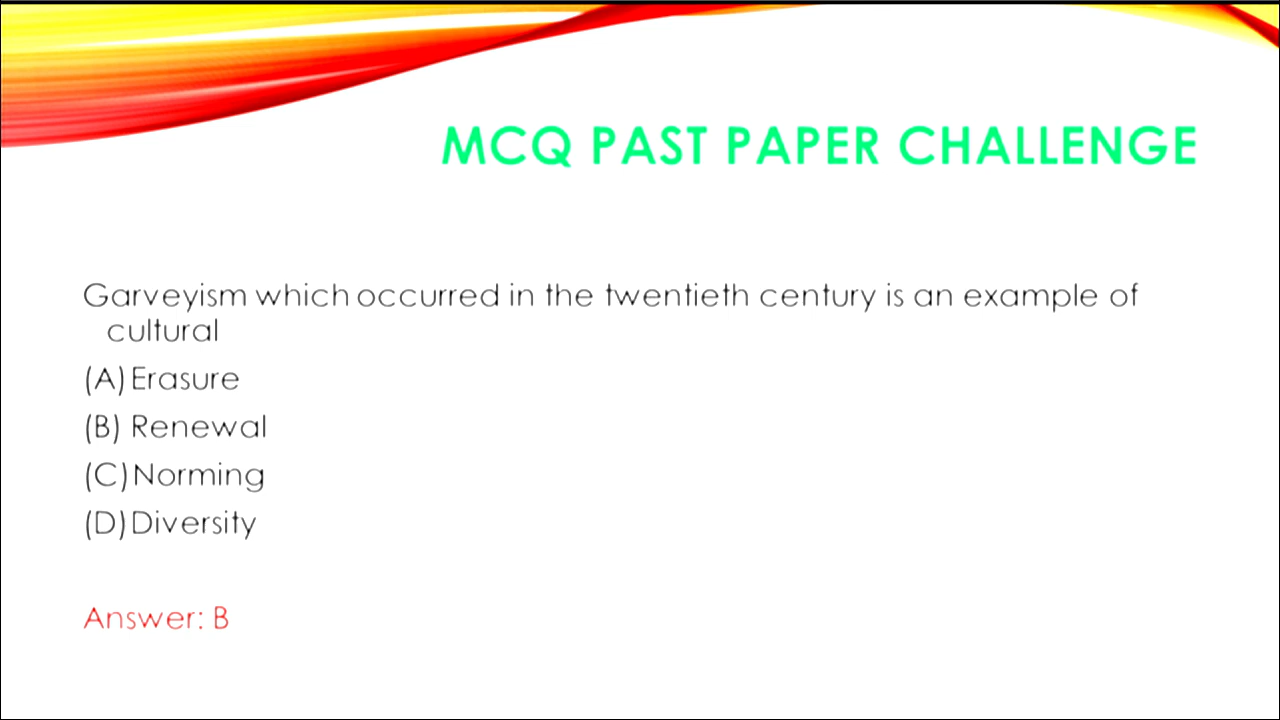 MCQ PAST PAPER CHALLENGE
Garveyism which occurred in the twentieth century is an example of
cultural
(A) Erasure
(B) Renewal
(C) Norming
(D) Diversity
Answer: B